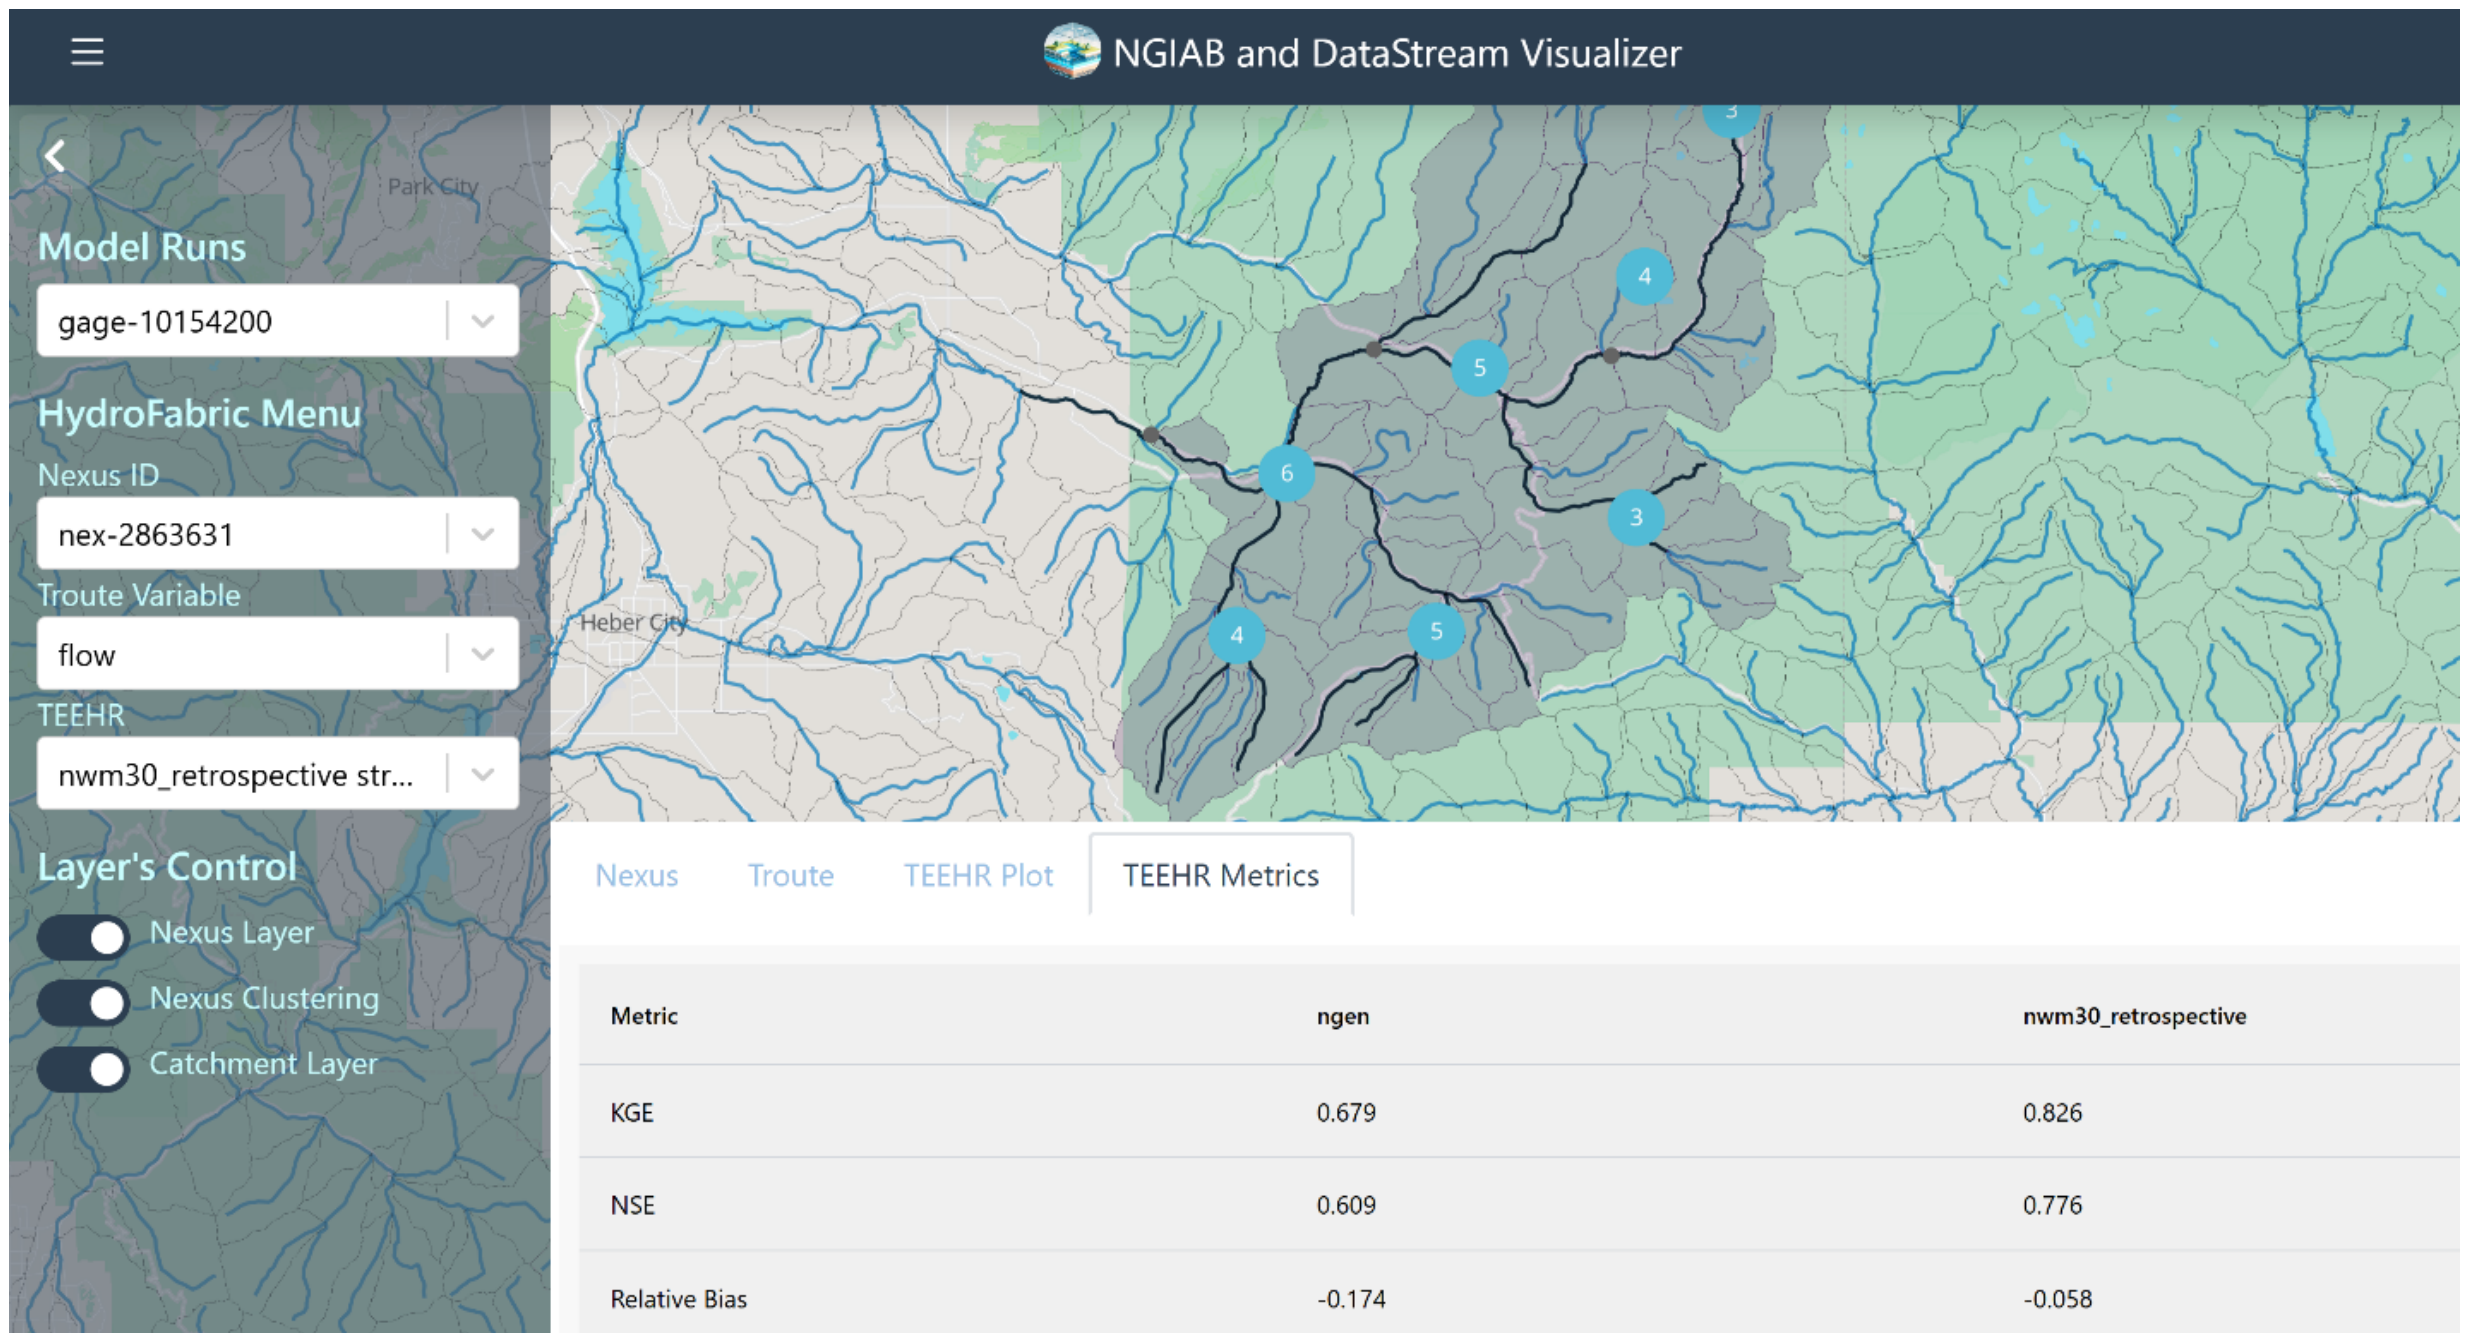 NGIAB and DataStream Visualizer
Park City
Model Runs
gage-10154200
HydroFabric Menu
Nexus ID
nex-2863631
Troute Variable
flow
TEEHR
nwm30_retrospective str...
Layer's Control
Nexus Layer
Nexus Clustering
Catchment Layer
3
4
5
6
3
4
5
Heber City
Nexus Troute TEEHR Plot TEEHR Metrics
Metric ngen nwm30_retrospective
KGE 0.679 0.826
NSE 0.609 0.776
Relative Bias -0.174 -0.058